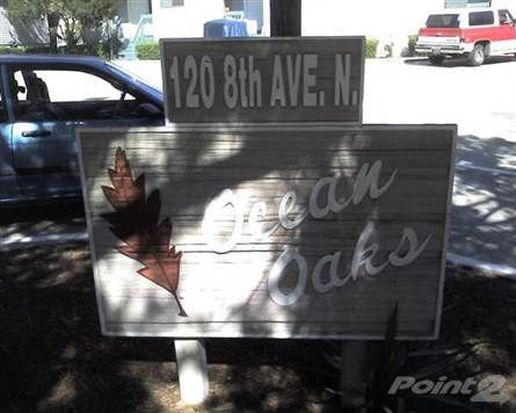 120 8th AVE. N.
Ocean
Oaks
Point2